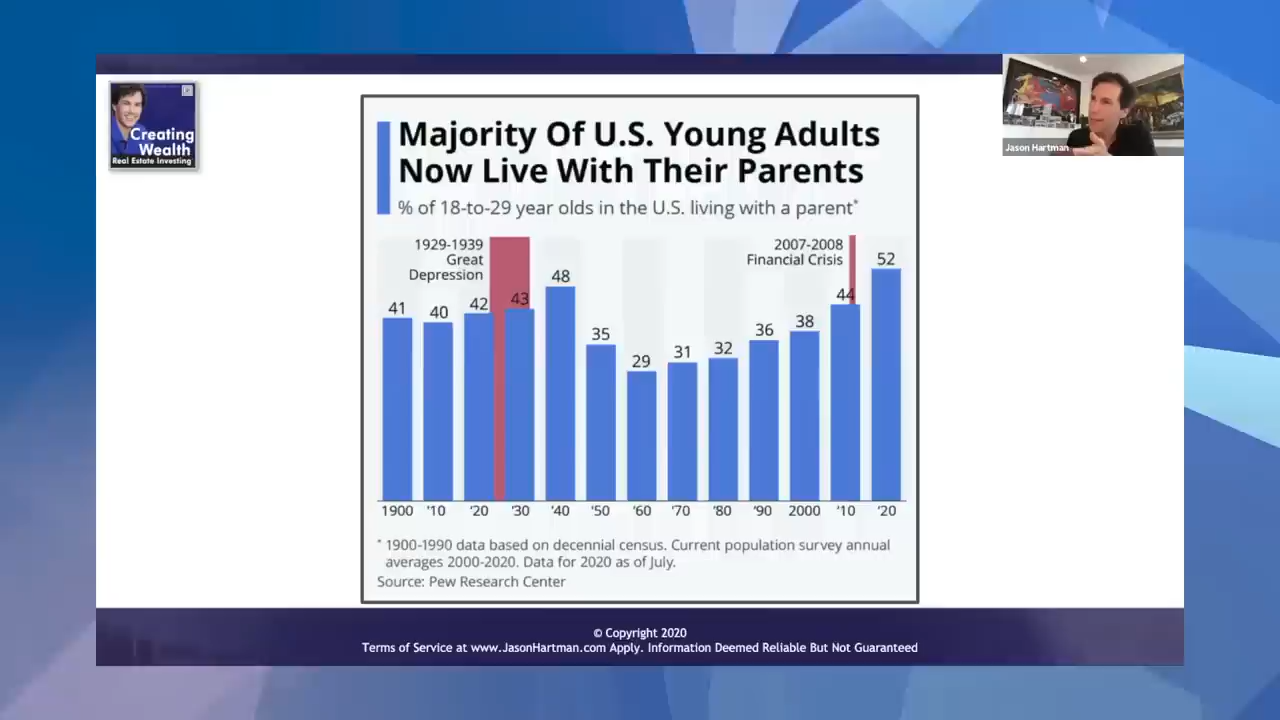 Creating
Wealth
Real Estate Investing
Jason Hartman
Majority Of U.S. Young Adults
Now Live With Their Parents
% of 18-to-29 year olds in the U.S. living with a parent*
1929-1939
Great
Depression
2007-2008
Financial Crisis
41 40 42 43 48 35 29 31 32 36 38 44 52
1900 '10 '20 '30 '40 '50 '60 '70 '80 '90 2000 '10 '20
* 1900-1990 data based on decennial census. Current population survey annual
averages 2000-2020. Data for 2020 as of July.
Source: Pew Research Center
© Copyright 2020
Terms of Service at www.JasonHartman.com Apply. Information Deemed Reliable But Not Guaranteed